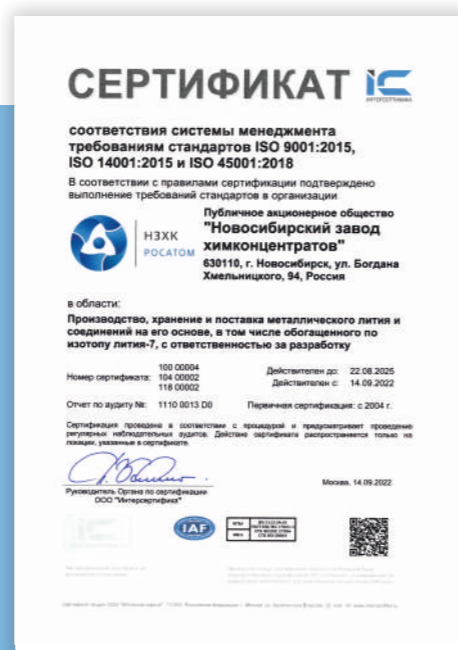 СЕРТИФИКАТ
ИНТЕРСЕРТИФИКА
соответствия системы менеджмента
требованиям стандартов ISO 9001:2015,
ISO 14001:2015 и ISO 45001:2018
В соответствии с правилами сертификации подтверждено
выполнение требований стандартов в организации
НЗХК
РОСАТОМ
Публичное акционерное общество
"Новосибирский завод
химконцентратов"
630110, г. Новосибирск, ул. Богдана
Хмельницкого, 94, Россия
в области:
Производство, хранение и поставка металлического лития и
соединений на его основе, в том числе обогащенного по
изотопу лития-7, с ответственностью за разработку
Номер сертификата:
100 00004
104 00002
118 00002
Действителен до: 22.08.2025
Действителен с: 14.09.2022
Отчет по аудиту №: 1110 0013 D0
Первичная сертификация: с 2004 г.
Сертификация проведена в соответствии с процедурой и предусматривает проведение
регулярных наблюдательных аудитов. Действие сертификата распространяется только на
локации, указанные в сертификате.
Руководитель Органа по сертификации
ООО "Интерсертифика"
Москва, 14.09.2022
IAF